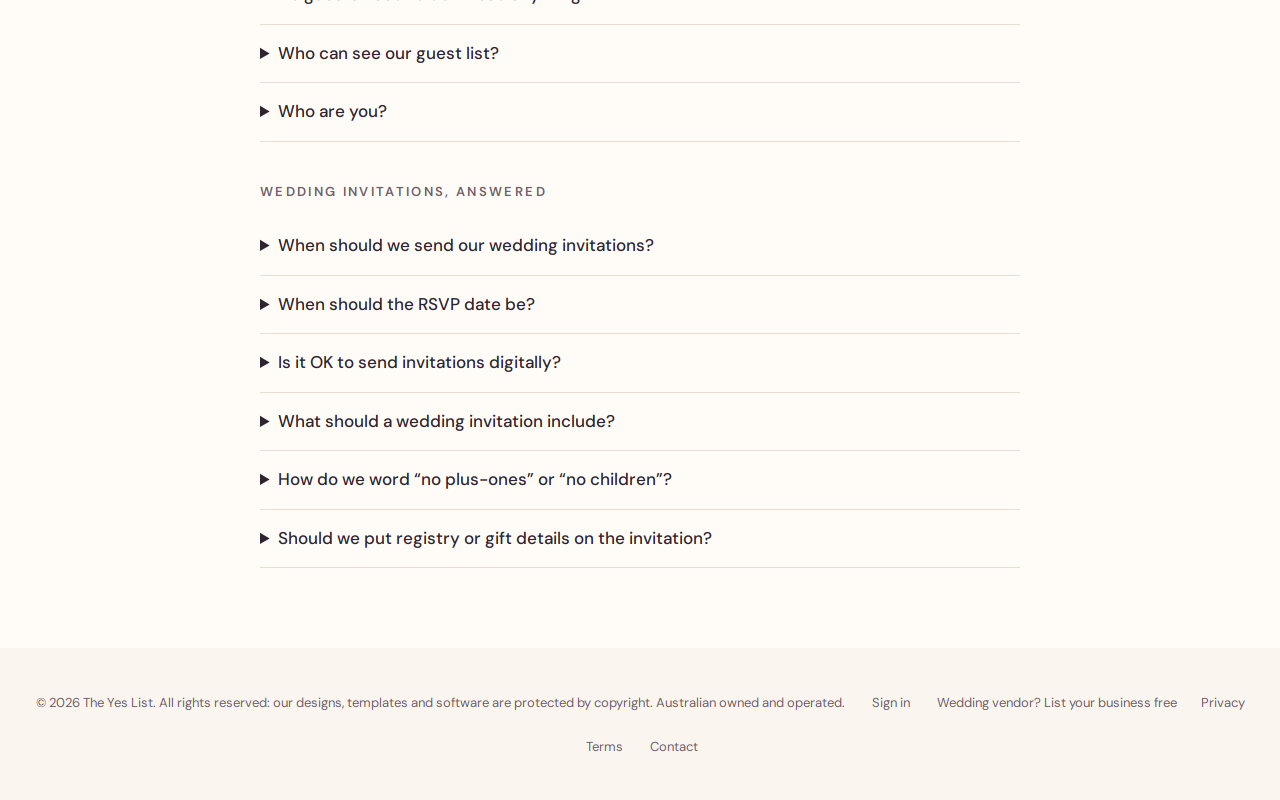 Who can see our guest list?
Who are you?
WEDDING INVITATIONS, ANSWERED
When should we send our wedding invitations?
When should the RSVP date be?
Is it OK to send invitations digitally?
What should a wedding invitation include?
How do we word “no plus-ones” or “no children”?
Should we put registry or gift details on the invitation?
© 2026 The Yes List. All rights reserved: our designs, templates and software are protected by copyright. Australian owned and operated. Sign in Wedding vendor? List your business free Privacy
Terms Contact